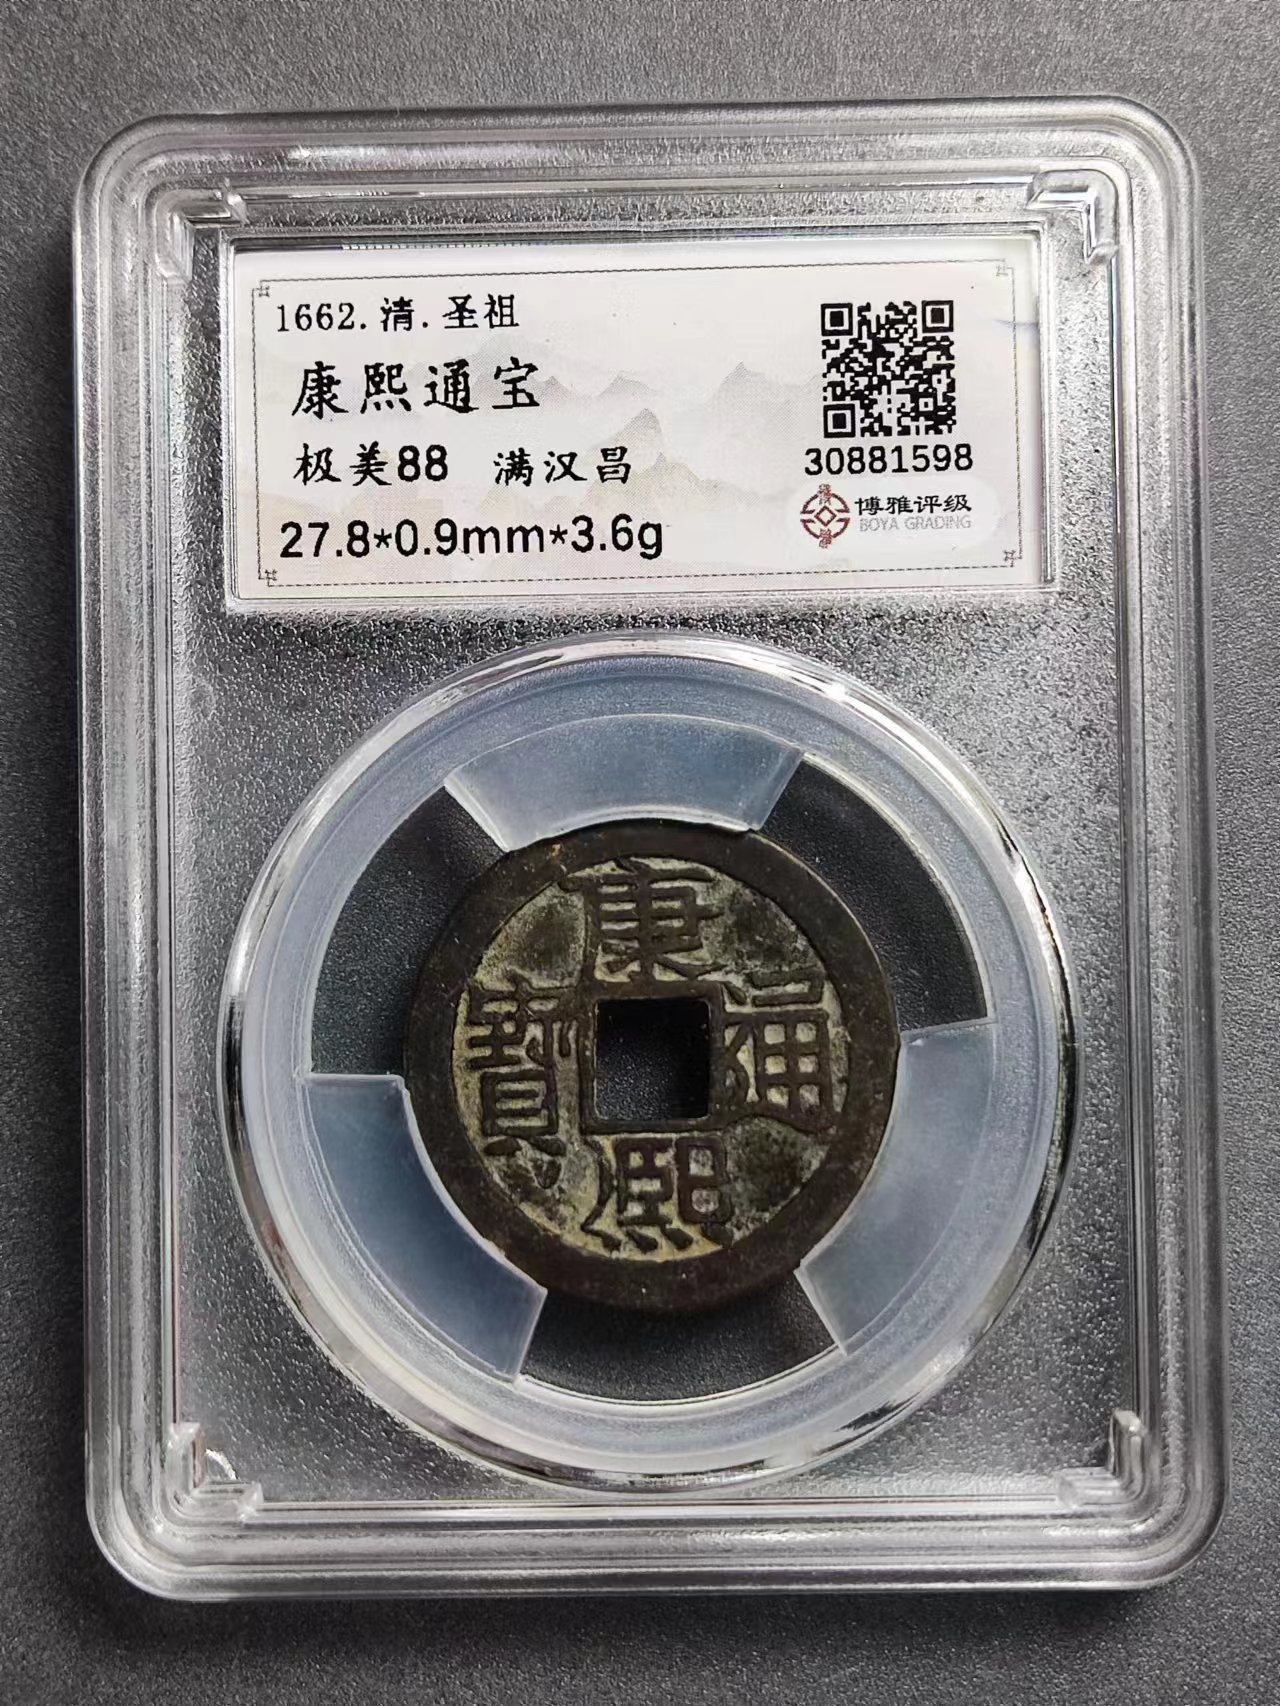 1662.清.圣祖
康熙通宝
极美88 满汉昌
27.8*0.9mm*3.6g
30881598
博雅评级
BOYA GRADING
康
寶 通
熙